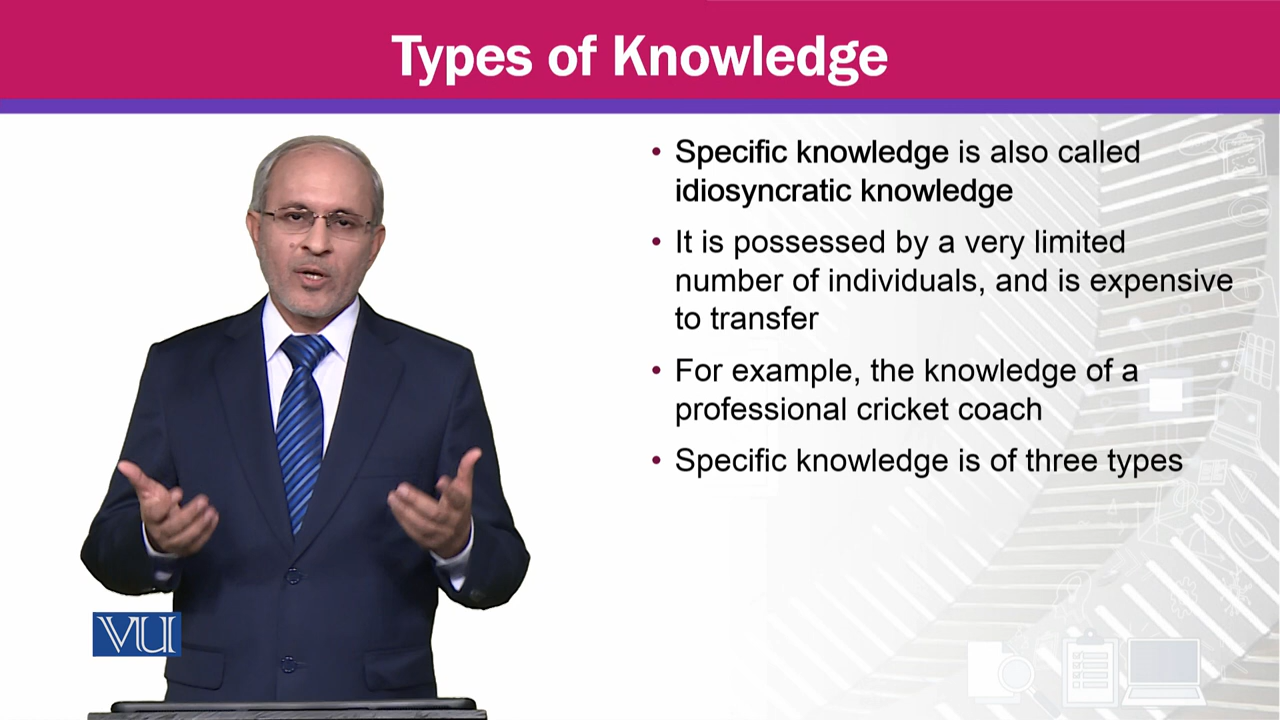 Types of Knowledge
• Specific knowledge is also called
idiosyncratic knowledge
• It is possessed by a very limited
number of individuals, and is expensive
to transfer
• For example, the knowledge of a
professional cricket coach
• Specific knowledge is of three types
VU